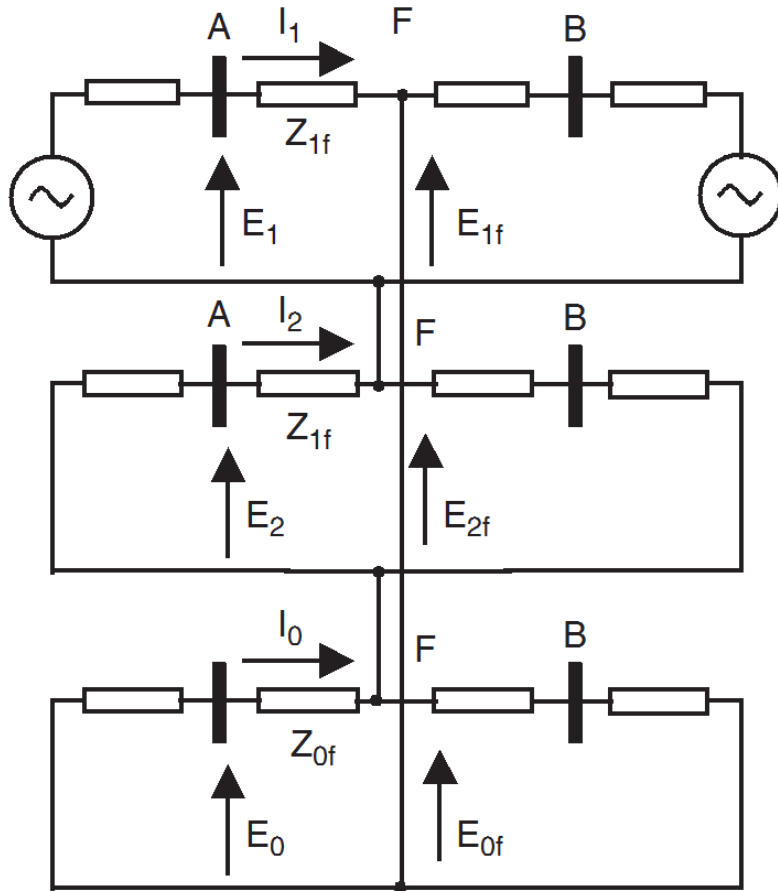 A I₁ F B
Z₁f
E₁ E₁f
A I₂ F B
Z₁f
E₂ E₂f
I₀ F B
A
Z₀f
E₀ E₀f